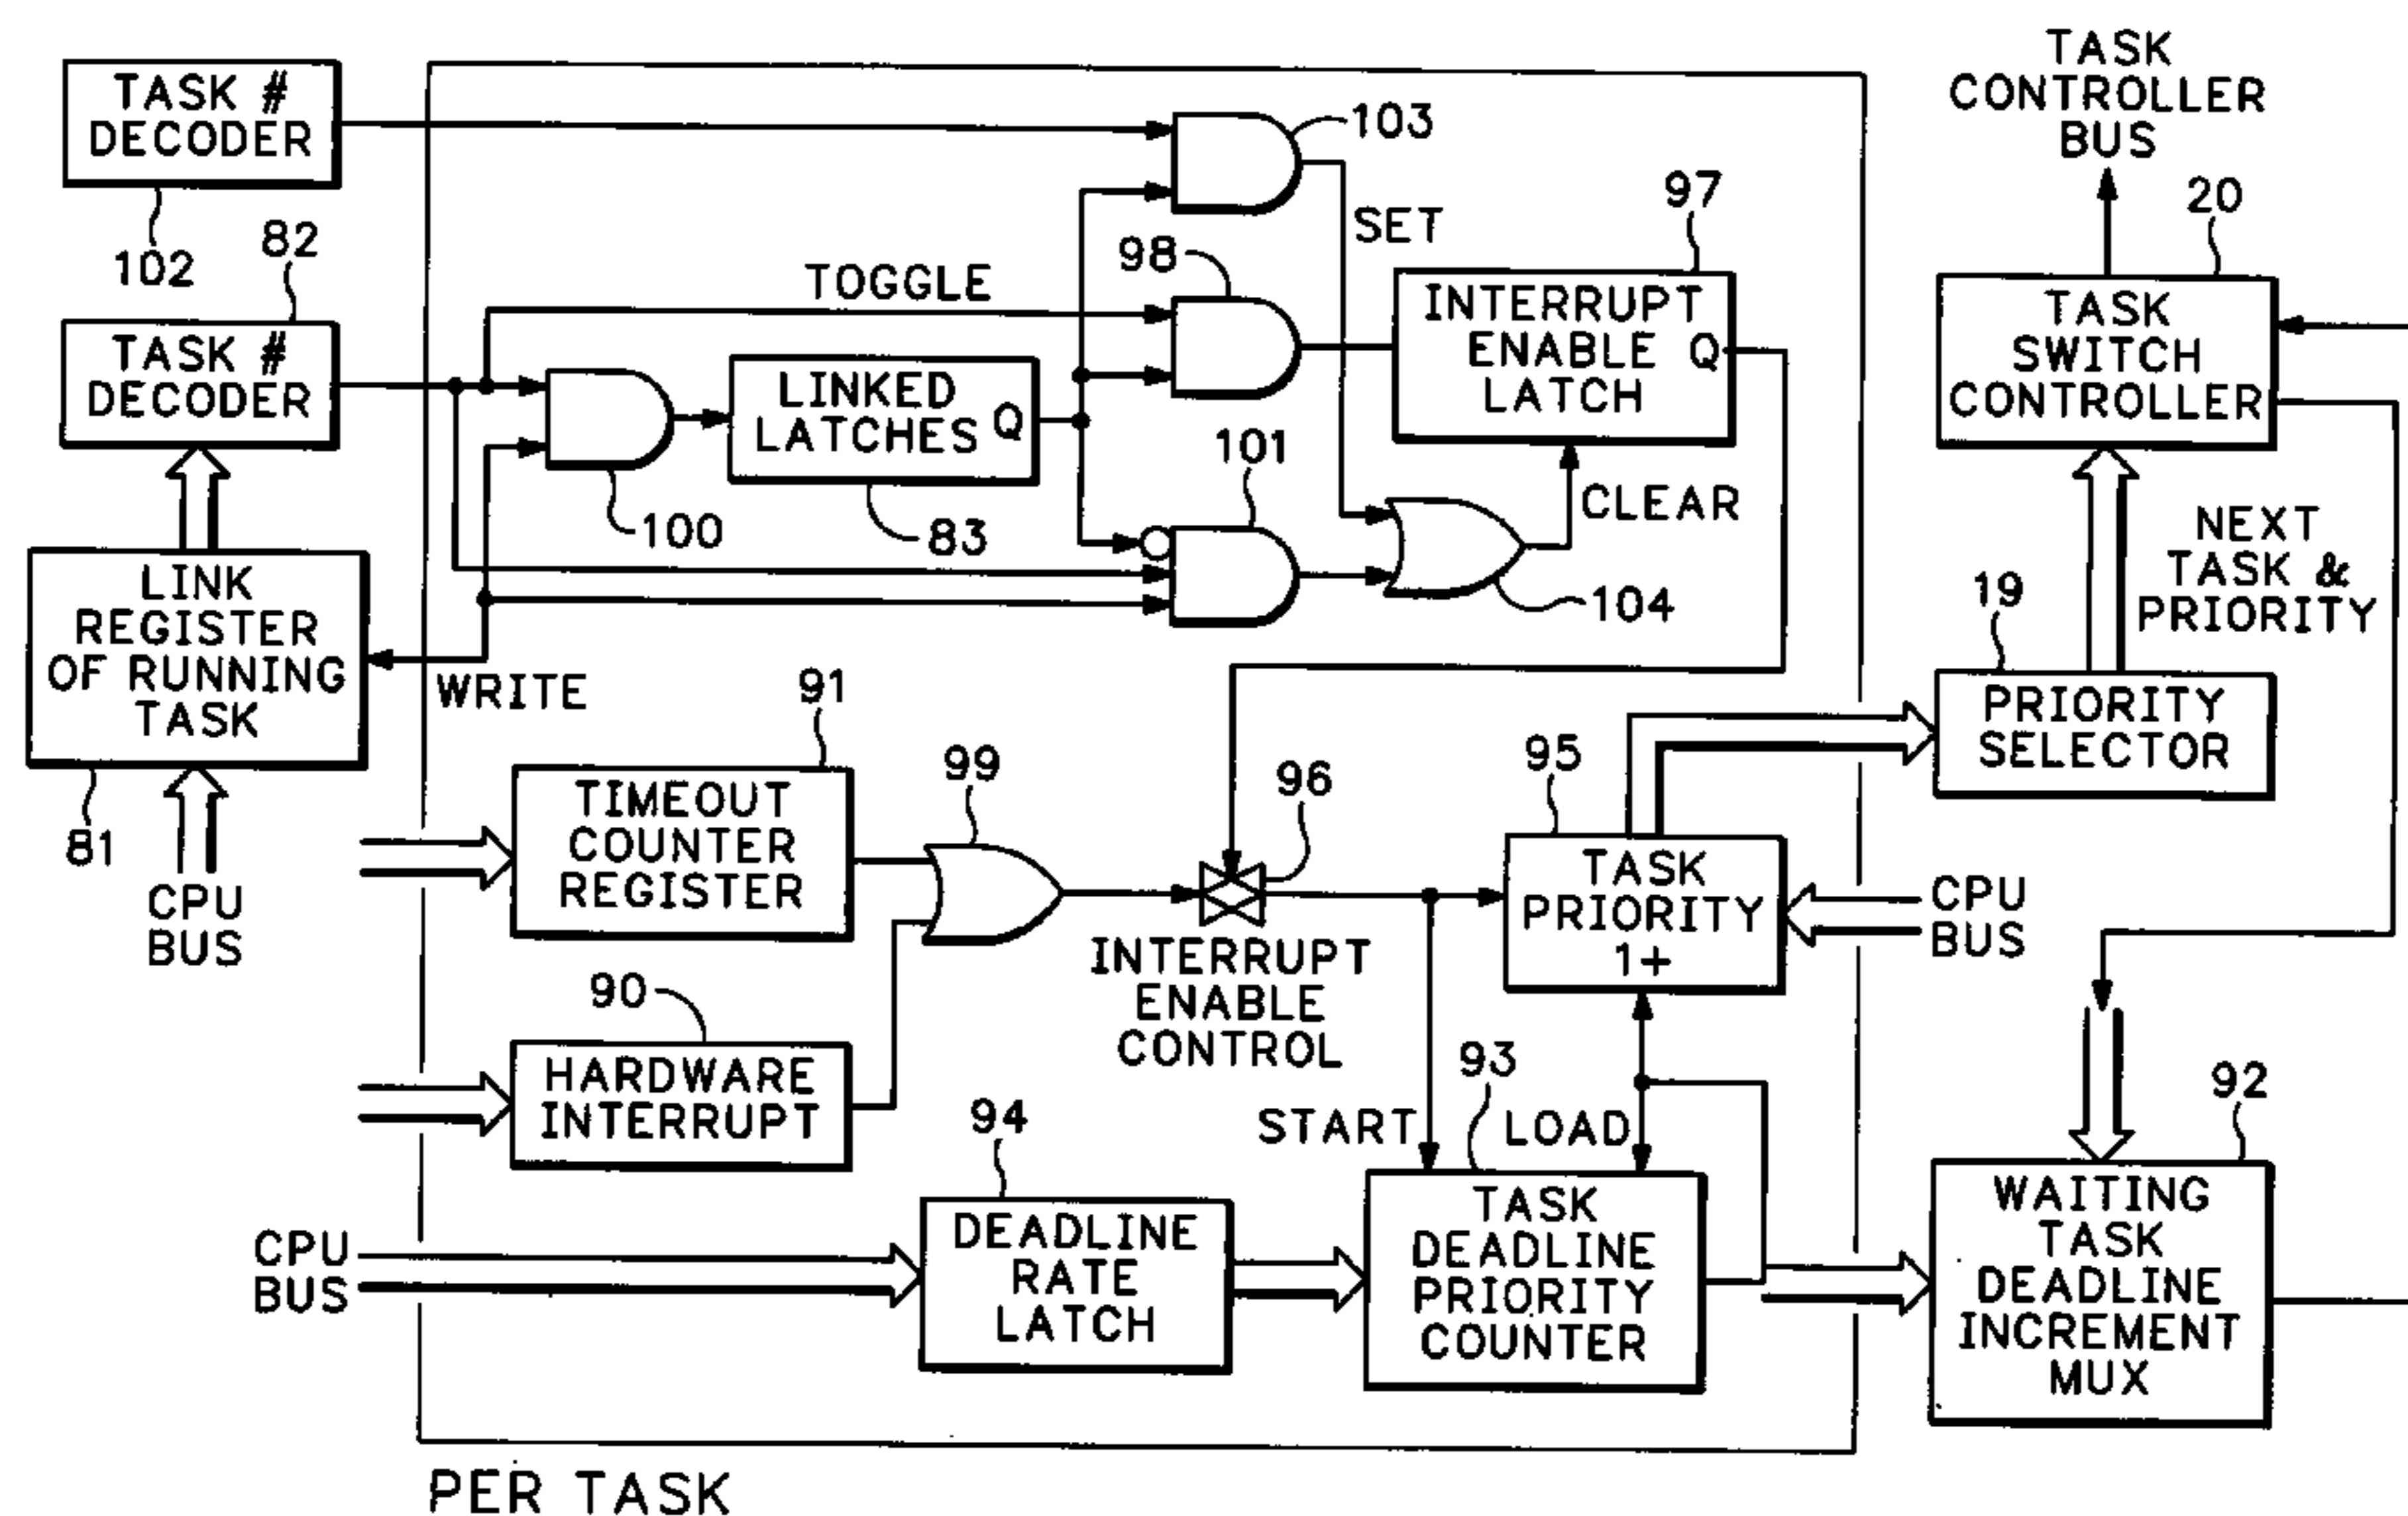 TASK #
DECODER
102
82
TASK #
DECODER
LINK
REGISTER
OF RUNNING
TASK
81
CPU
BUS
WRITE
TOGGLE
100
LINKED
LATCHES Q
83
103
SET
98
97
INTERRUPT
ENABLE Q
LATCH
101
CLEAR
104
TASK
CONTROLLER
BUS
20
TASK
SWITCH
CONTROLLER
NEXT
TASK &
PRIORITY
19
PRIORITY
SELECTOR
91
TIMEOUT
COUNTER
REGISTER
99
96
INTERRUPT
ENABLE
CONTROL
95
TASK
PRIORITY
1+
CPU
BUS
90
HARDWARE
INTERRUPT
94
DEADLINE
RATE
LATCH
CPU
BUS
START
93
LOAD
TASK
DEADLINE
PRIORITY
COUNTER
92
WAITING
TASK
DEADLINE
INCREMENT
MUX
PER TASK